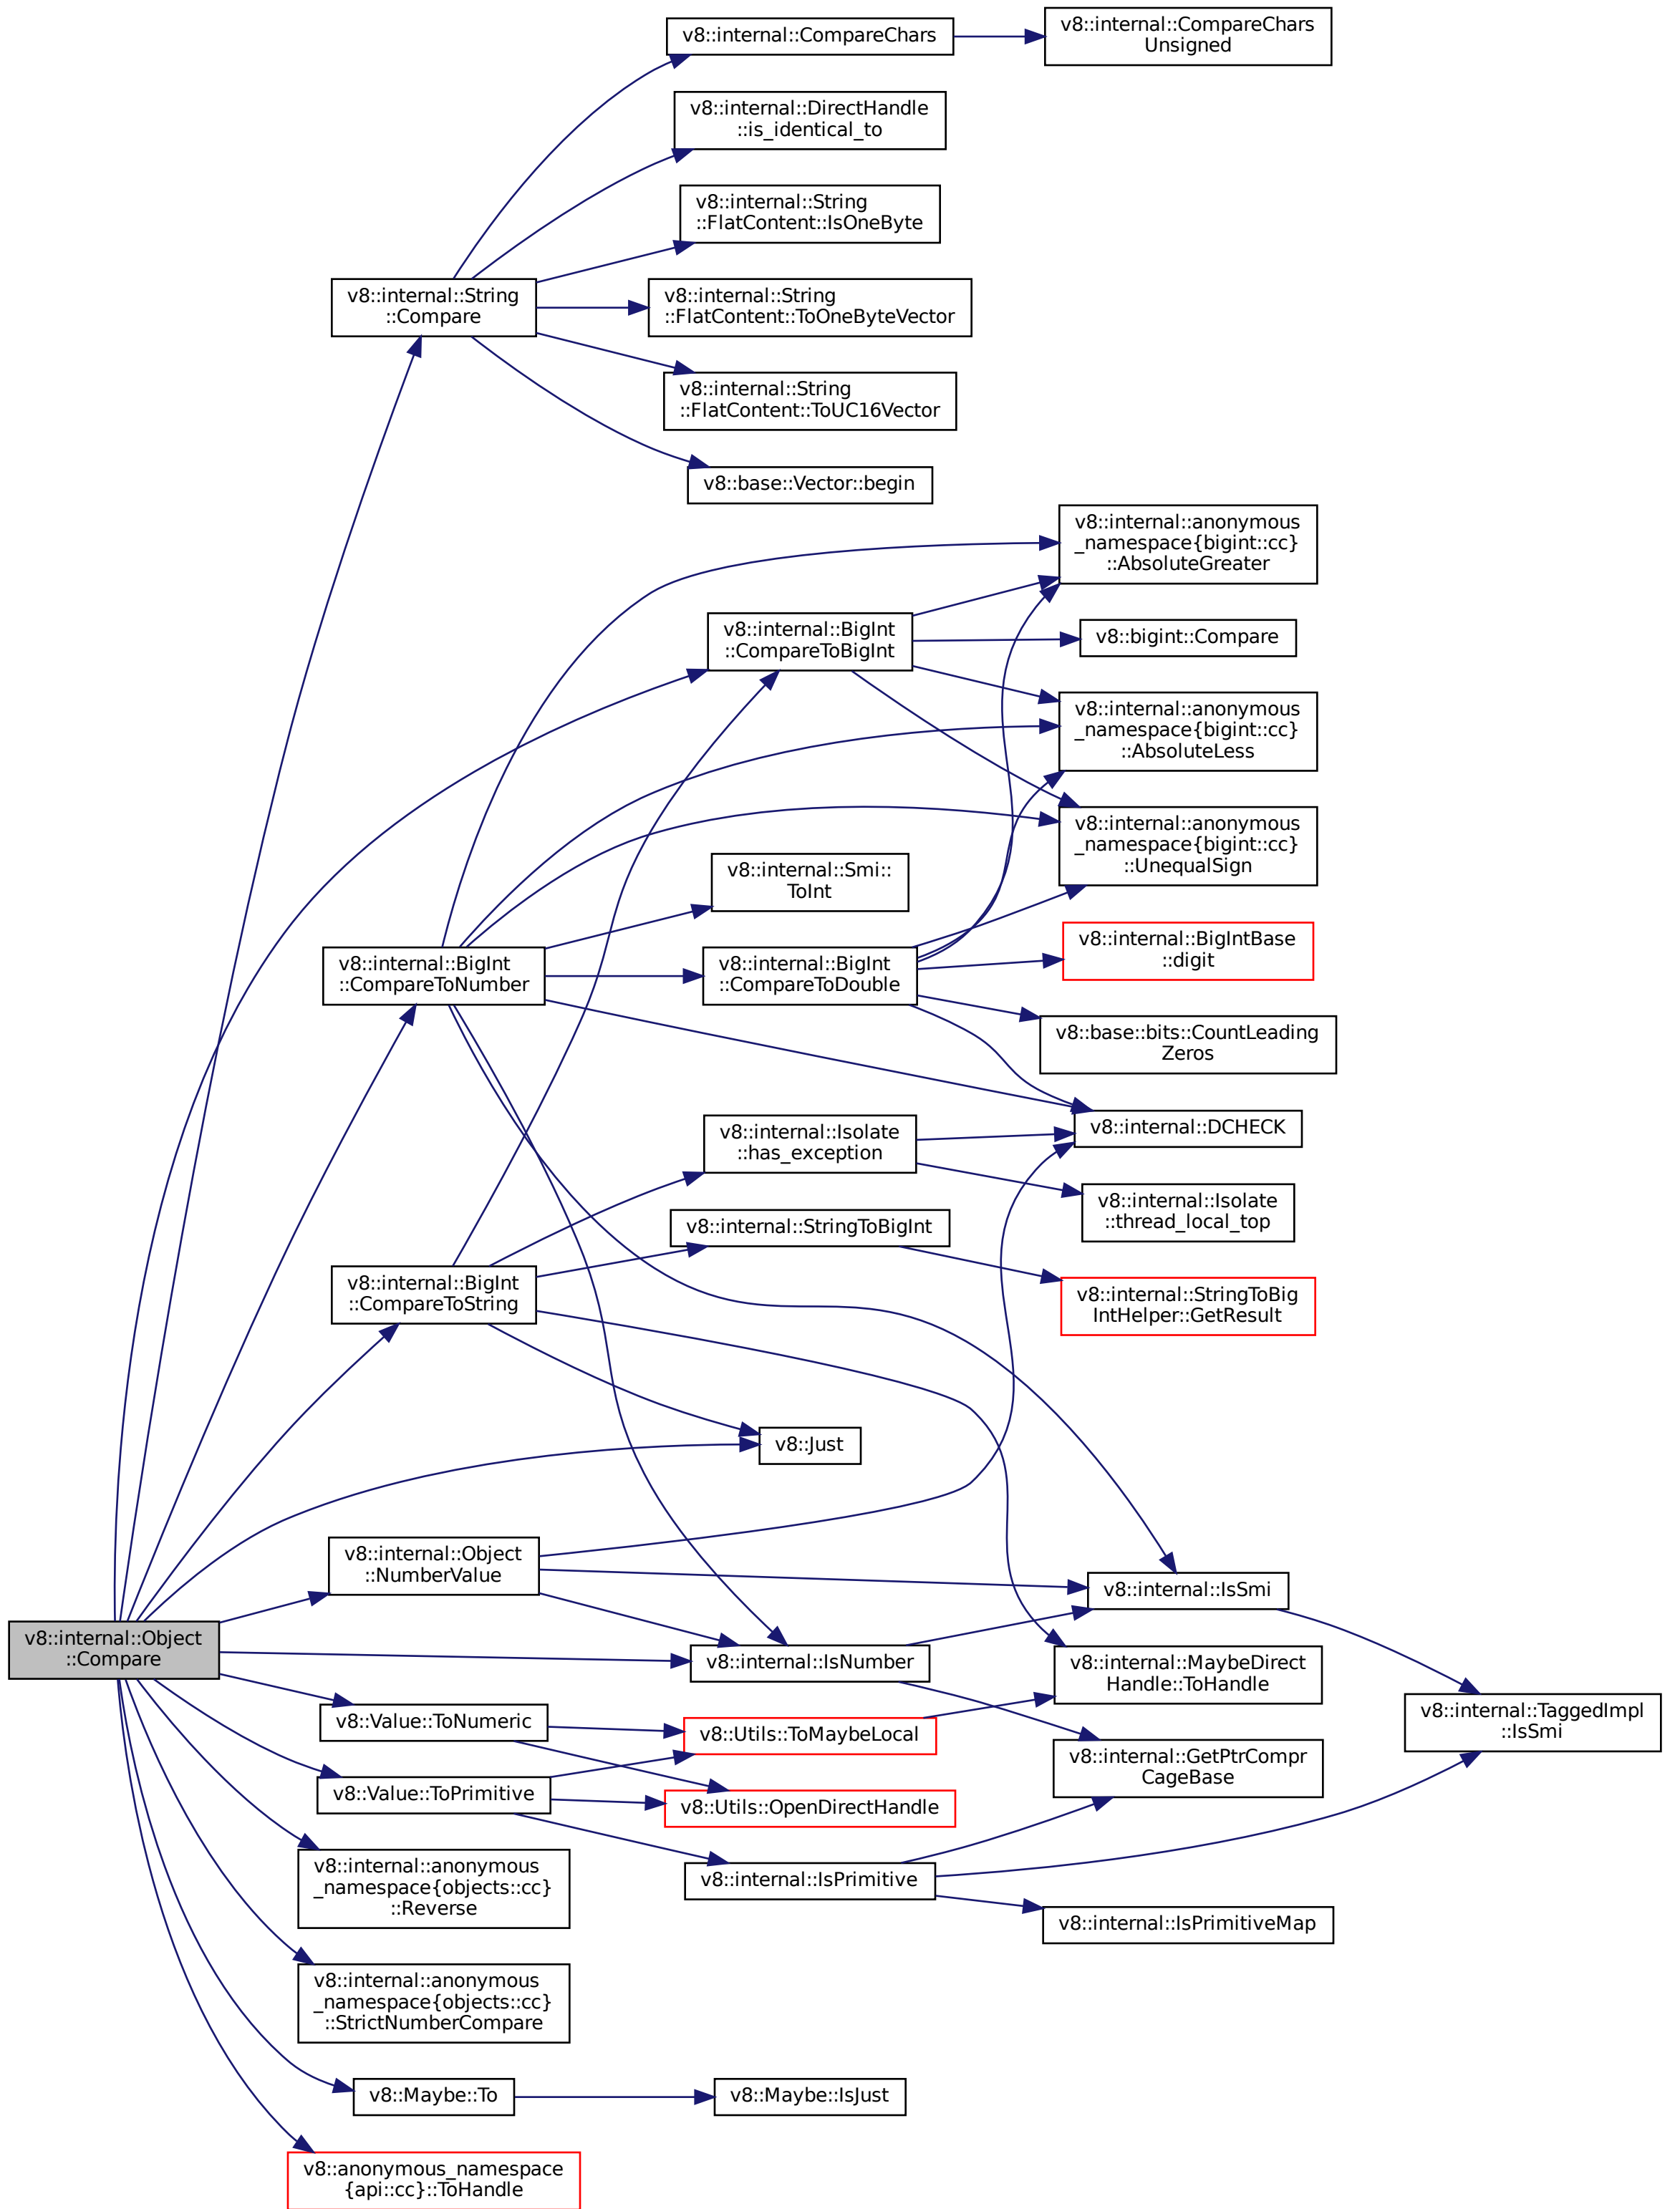 v8::internal::CompareChars
v8::internal::CompareChars
Unsigned
v8::internal::DirectHandle
::is_identical_to
v8::internal::String
::FlatContent::IsOneByte
v8::internal::String
::Compare
v8::internal::String
::FlatContent::ToOneByteVector
v8::internal::String
::FlatContent::ToUC16Vector
v8::base::Vector::begin
v8::internal::anonymous
_namespace{bigint::cc}
::AbsoluteGreater
v8::internal::BigInt
::CompareToBigInt
v8::bigint::Compare
v8::internal::anonymous
_namespace{bigint::cc}
::AbsoluteLess
v8::internal::anonymous
_namespace{bigint::cc}
::UnequalSign
v8::internal::Smi::
ToInt
v8::internal::BigInt
::CompareToNumber
v8::internal::BigInt
::CompareToDouble
v8::internal::BigIntBase
::digit
v8::base::bits::CountLeading
Zeros
v8::internal::Isolate
::has_exception
v8::internal::DCHECK
v8::internal::Isolate
::thread_local_top
v8::internal::StringToBigInt
v8::internal::BigInt
::CompareToString
v8::internal::StringToBig
IntHelper::GetResult
v8::Just
v8::internal::Object
::NumberValue
v8::internal::IsSmi
v8::internal::Object
::Compare
v8::internal::IsNumber
v8::internal::MaybeDirect
Handle::ToHandle
v8::Value::ToNumeric
v8::Utils::ToMaybeLocal
v8::internal::TaggedImpl
::IsSmi
v8::internal::GetPtrCompr
CageBase
v8::Value::ToPrimitive
v8::Utils::OpenDirectHandle
v8::internal::anonymous
_namespace{objects::cc}
::Reverse
v8::internal::IsPrimitive
v8::internal::IsPrimitiveMap
v8::internal::anonymous
_namespace{objects::cc}
::StrictNumberCompare
v8::Maybe::To
v8::Maybe::IsJust
v8::anonymous_namespace
{api::cc}::ToHandle